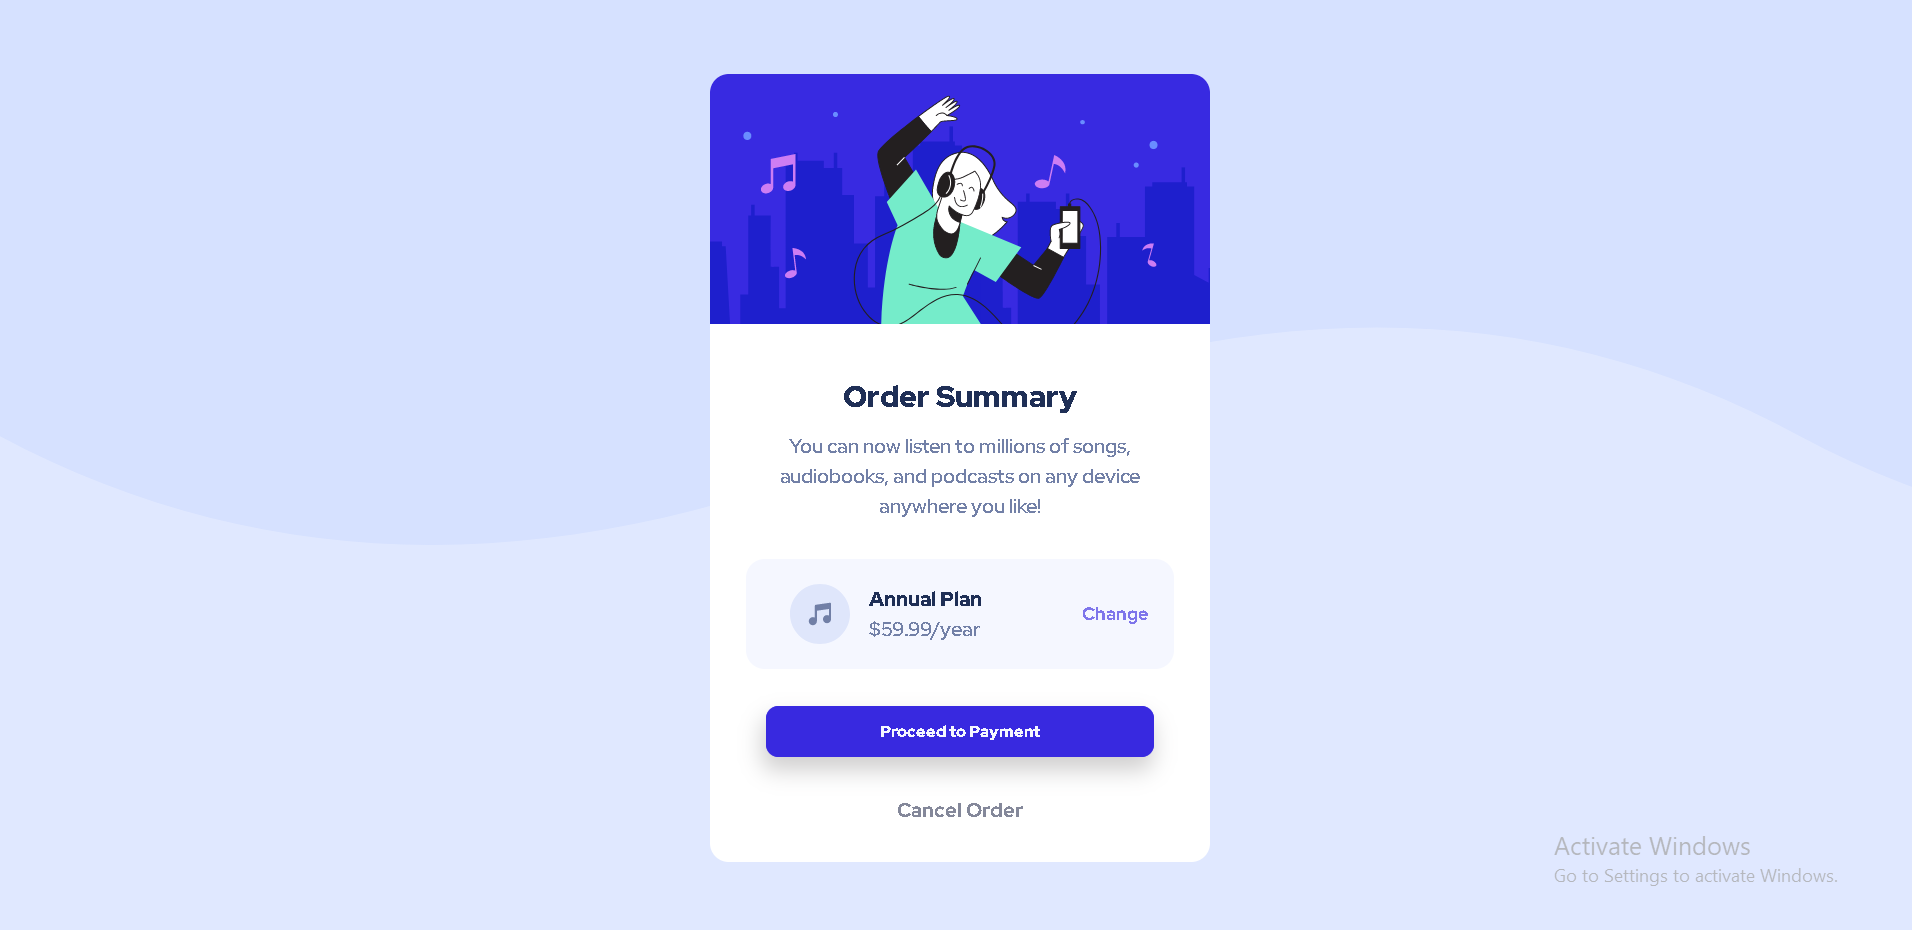 Order Summary
You can now listen to millions of songs,
audiobooks, and podcasts on any device
anywhere you like!
Annual Plan
$59.99/year
Change
Proceed to Payment
Cancel Order
Activate Windows
Go to Settings to activate Windows.